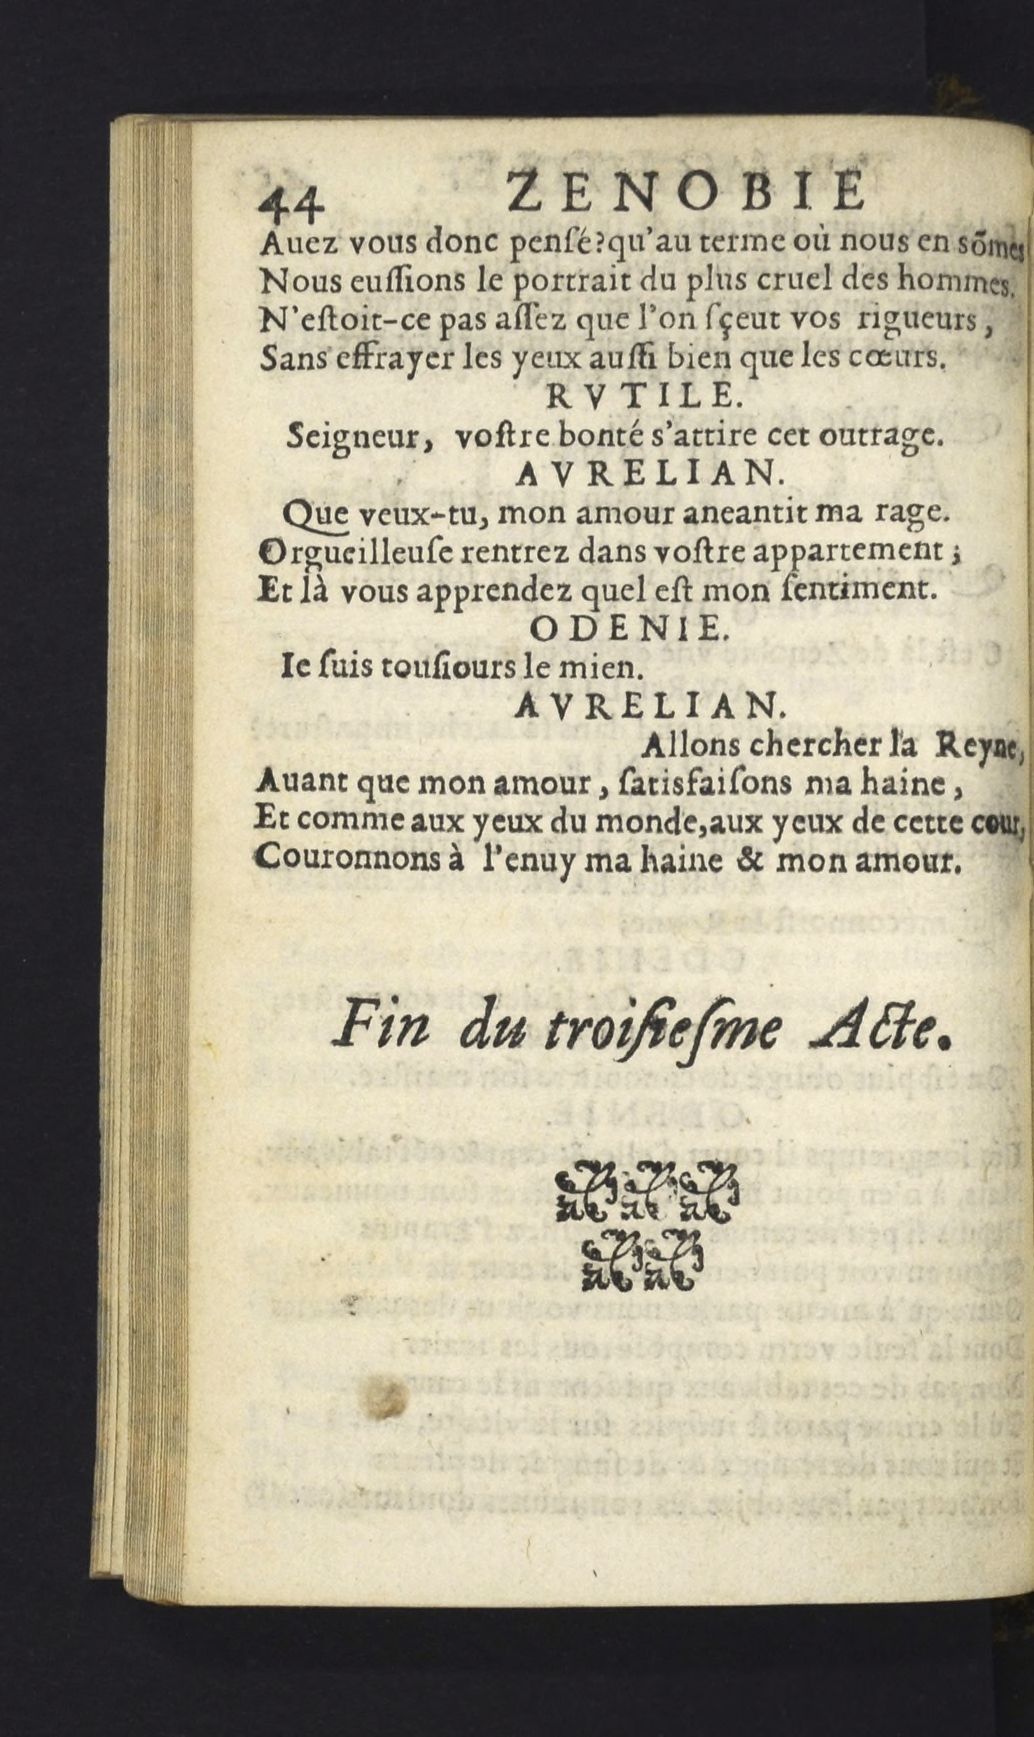 44 ZENOBIE
Auez vous donc penſé?qu'au terme où nous en sõmes
Nous euſſions le portrait du plus cruel des hommes.
N'eſtoit-ce pas aſſez que l'on ſçeut vos rigueurs,
Sans effrayer les yeux auſſi bien que les cœurs.
RVTILE.
Seigneur, voſtre bonté s'attire cet outrage.
AVRELIAN.
Que veux-tu, mon amour aneantit ma rage.
Orgueilleuſe rentrez dans voſtre appartement;
Et là vous apprendez quel eſt mon ſentiment.
ODENIE.
Ie ſuis touſiours le mien.
AVRELIAN.
Allons chercher la Reyne,
Auant que mon amour, ſatisfaiſons ma haine,
Et comme aux yeux du monde,aux yeux de cette cour,
Couronnons à l'enuy ma haine & mon amour.
Fin du troiſieſme Acte.